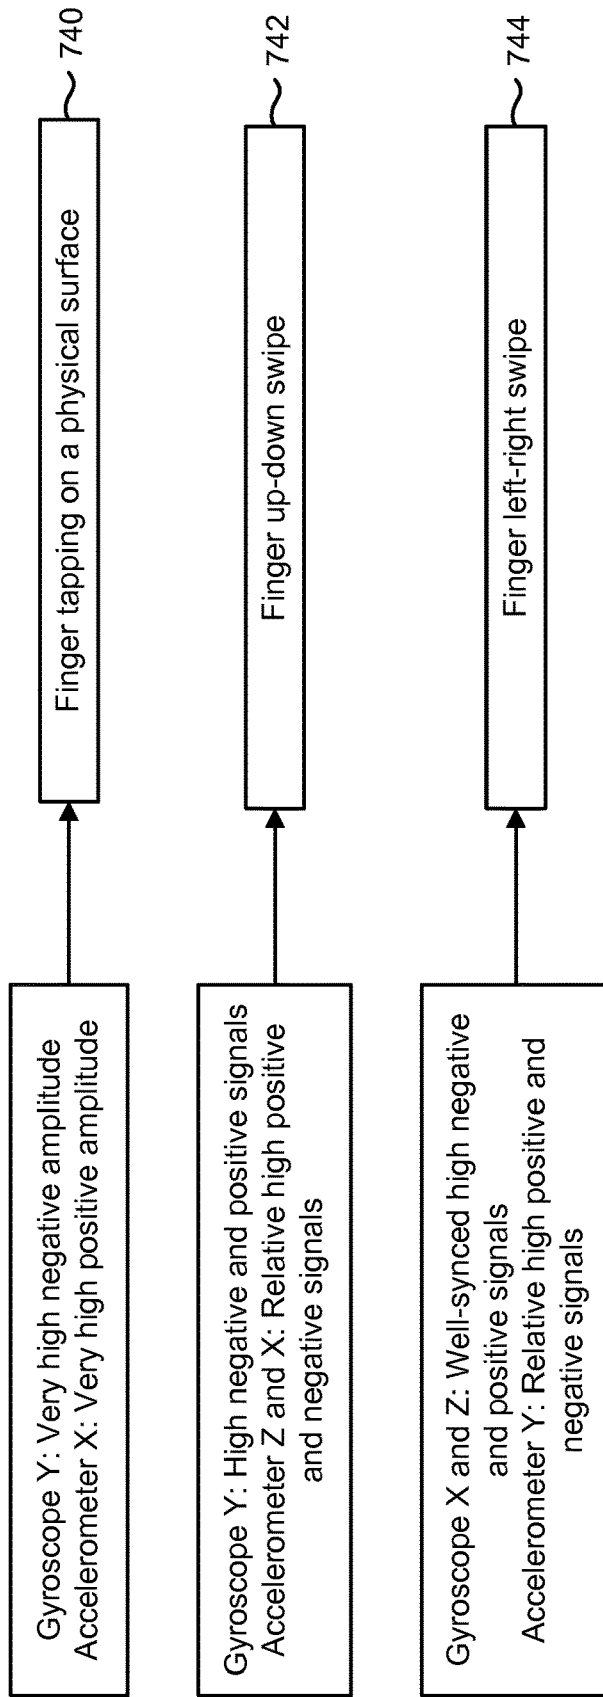 Gyroscope Y: Very high negative amplitude
Accelerometer X: Very high positive amplitude
Finger tapping on a physical surface
740
Gyroscope Y: High negative and positive signals
Accelerometer Z and X: Relative high positive
and negative signals
Finger up-down swipe
742
Gyroscope X and Z: Well-synced high negative
and positive signals
Accelerometer Y: Relative high positive and
negative signals
Finger left-right swipe
744